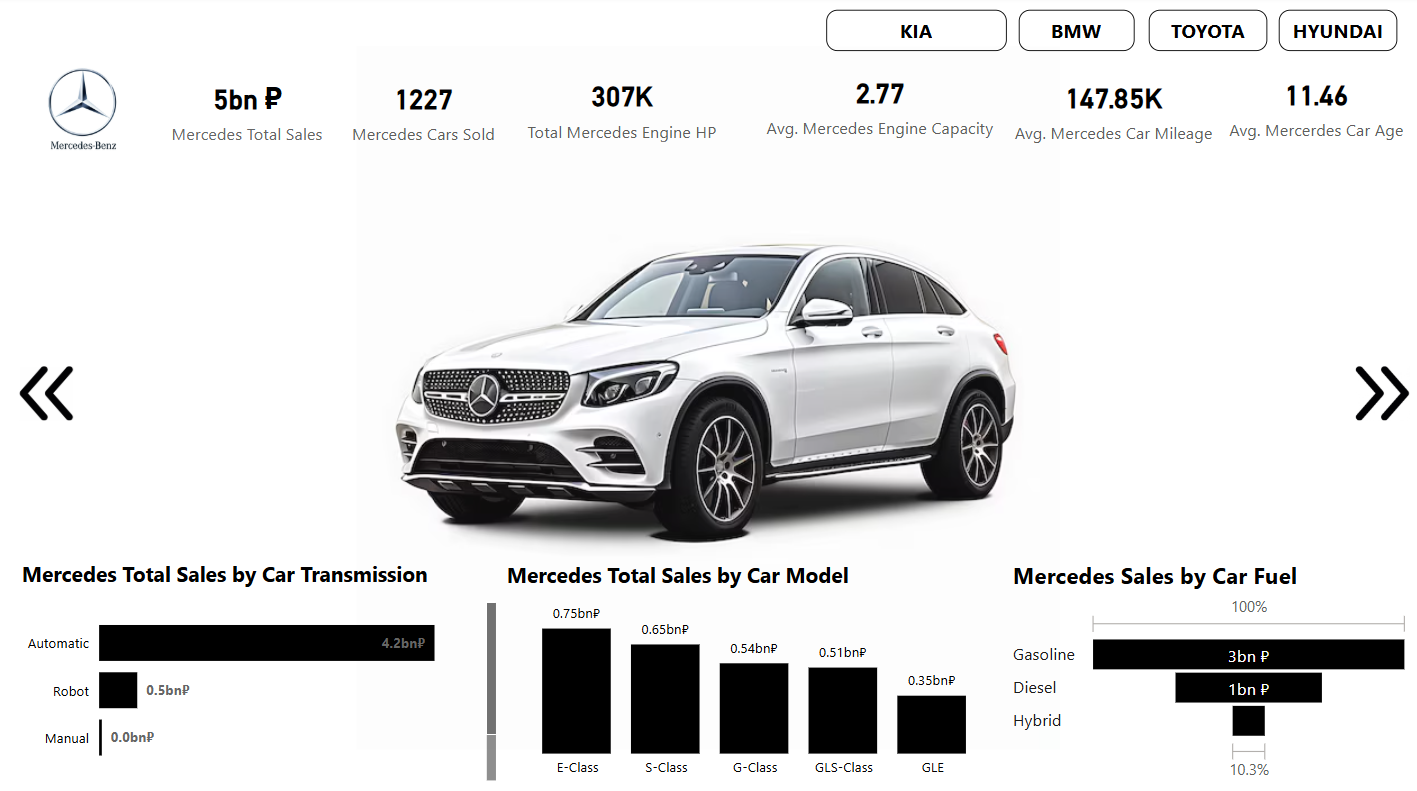 KIA
BMW
TOYOTA
HYUNDAI
Mercedes-Benz
5bn ₽
Mercedes Total Sales
1227
Mercedes Cars Sold
307K
Total Mercedes Engine HP
2.77
Avg. Mercedes Engine Capacity
147.85K
Avg. Mercedes Car Mileage
11.46
Avg. Mercerdes Car Age
Mercedes Total Sales by Car Transmission
Automatic 4.2bn₽
Robot 0.5bn₽
Manual 0.0bn₽
Mercedes Total Sales by Car Model
0.75bn₽
0.65bn₽
0.54bn₽
0.51bn₽
0.35bn₽
E-Class
S-Class
G-Class
GLS-Class
GLE
Mercedes Sales by Car Fuel
100%
Gasoline 3bn ₽
Diesel 1bn ₽
Hybrid
10.3%